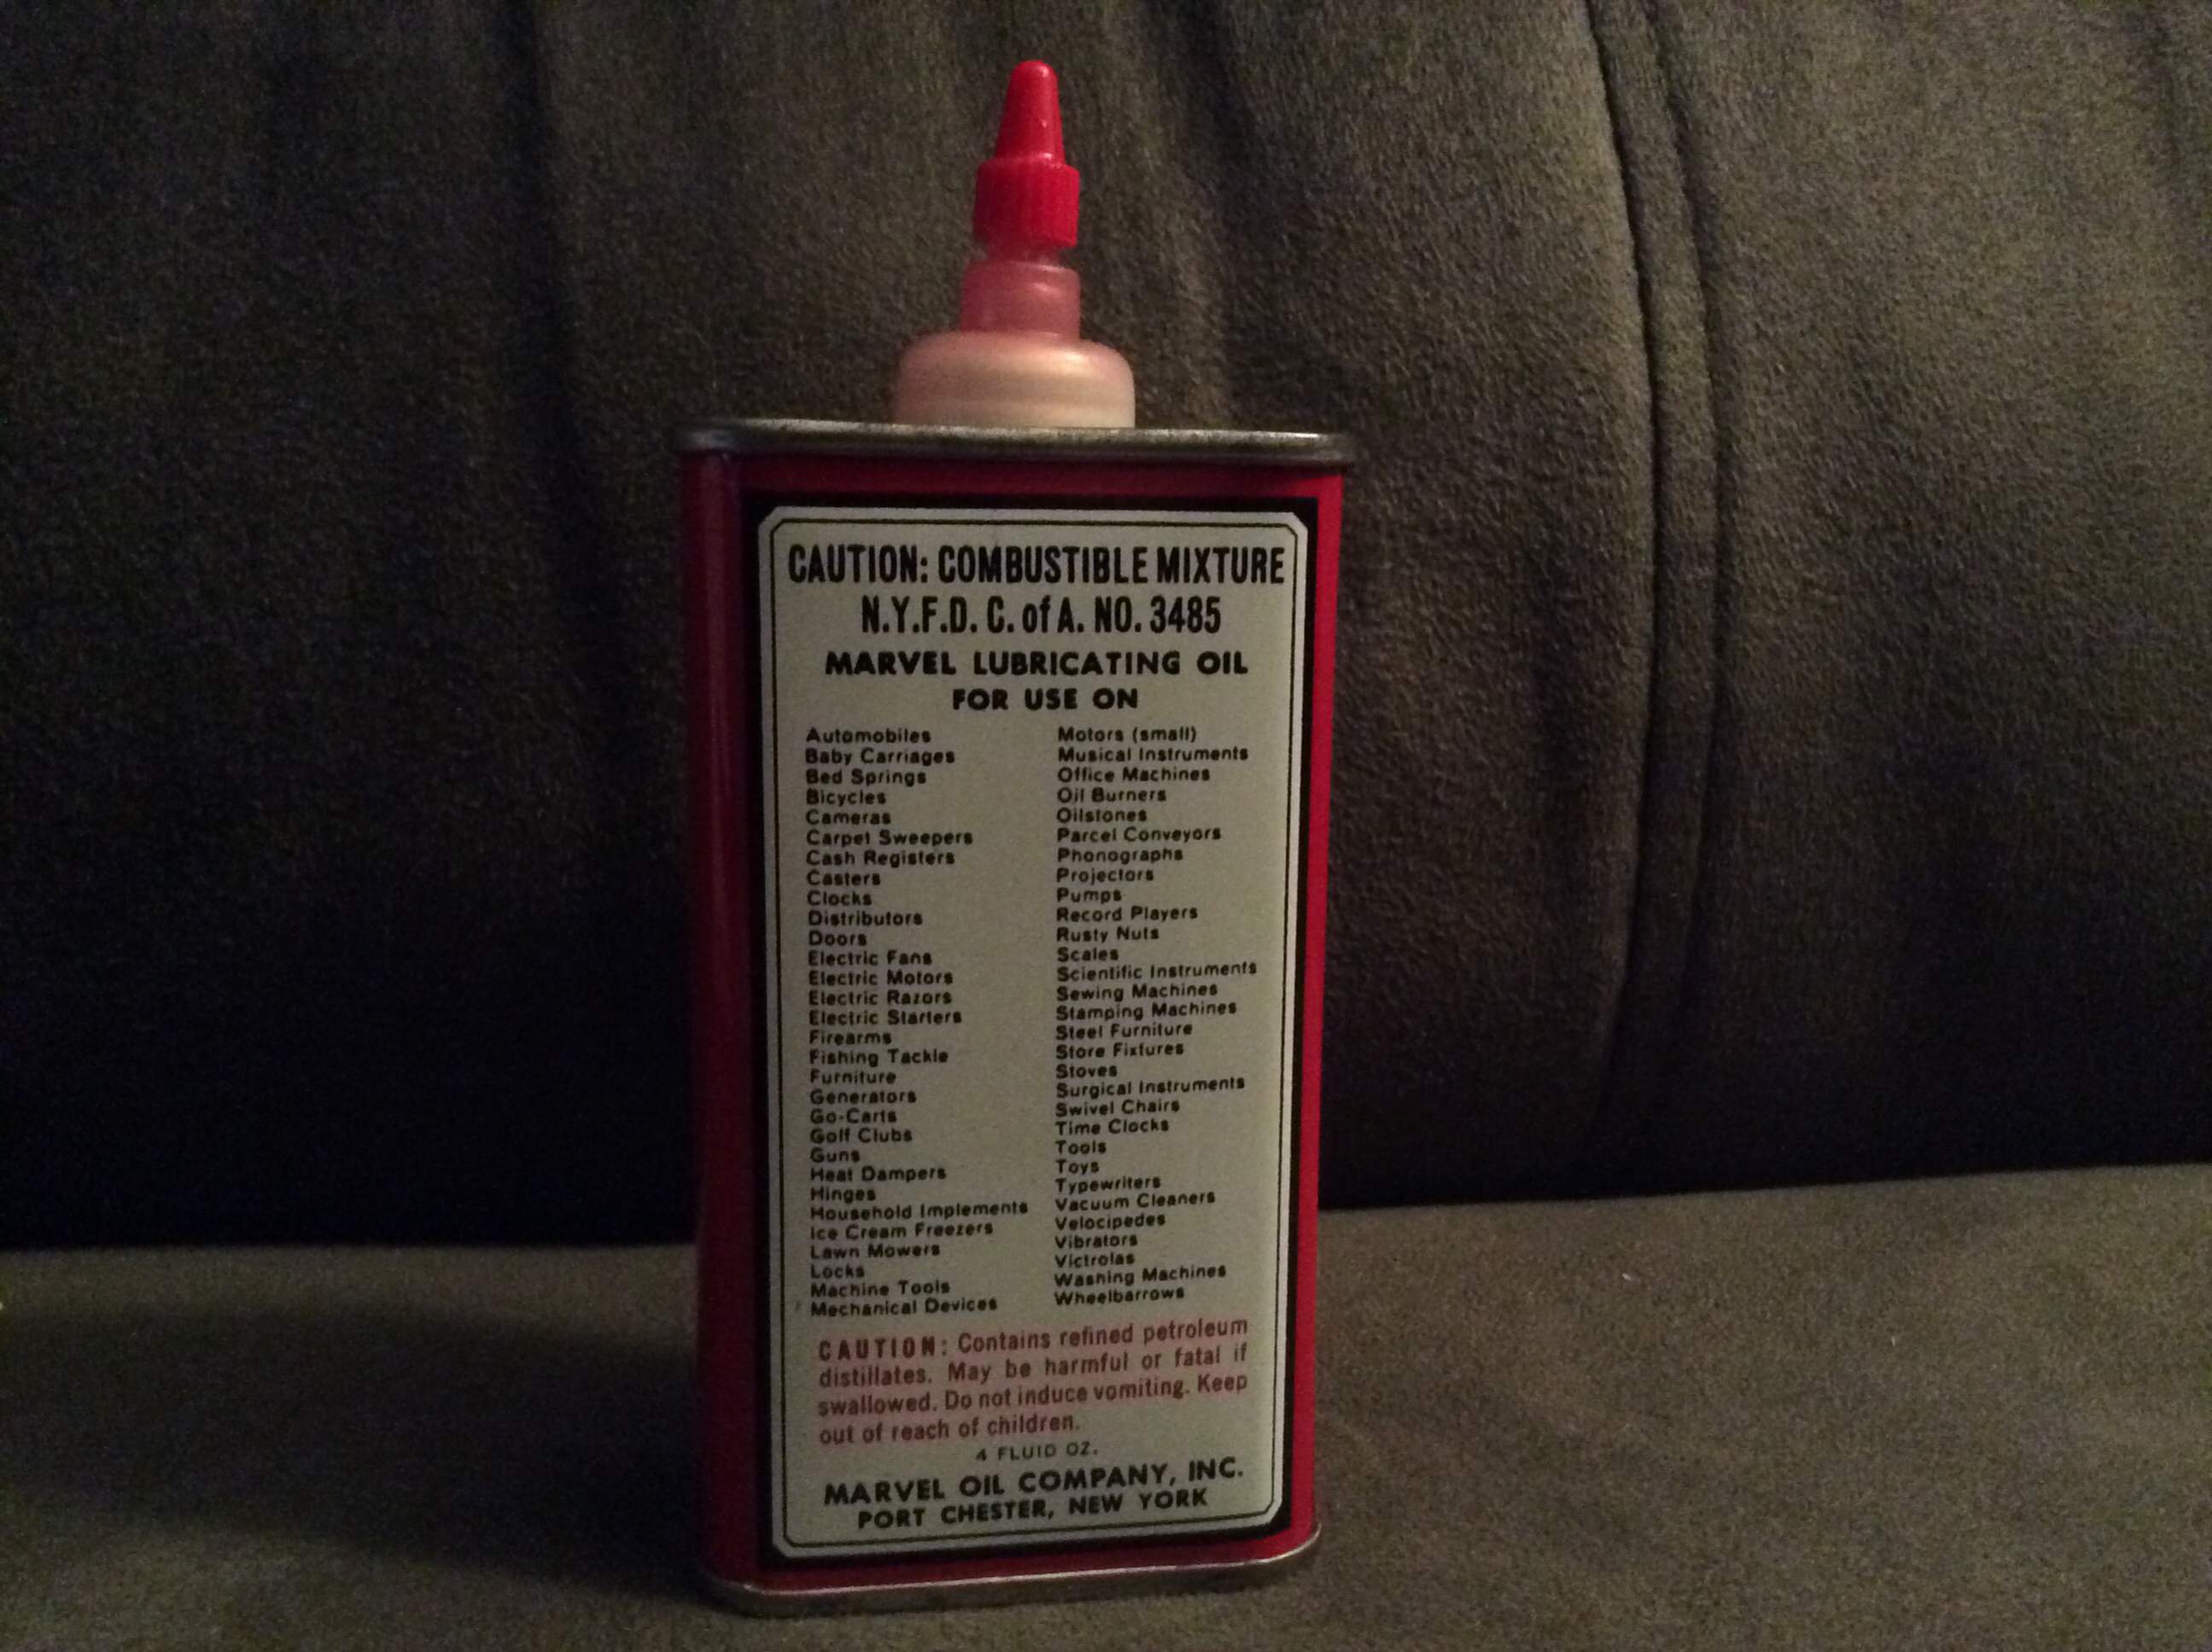 CAUTION: COMBUSTIBLE MIXTURE
N.Y.F.D. C. of A. NO. 3485
MARVEL LUBRICATING OIL
FOR USE ON
Automobiles
Baby Carriages
Bed Springs
Bicycles
Cameras
Carpet Sweepers
Cash Registers
Casters
Clocks
Distributors
Doors
Electric Fans
Electric Motors
Electric Razors
Electric Starters
Firearms
Fishing Tackle
Furniture
Generators
Go-Carts
Golf Clubs
Guns
Heat Dampers
Hinges
Household Implements
Ice Cream Freezers
Lawn Mowers
Locks
Machine Tools
Mechanical Devices
Motors (small)
Musical Instruments
Office Machines
Oil Burners
Oilstones
Parcel Conveyors
Phonographs
Projectors
Pumps
Record Players
Rusty Nuts
Scales
Scientific Instruments
Sewing Machines
Stamping Machines
Steel Furniture
Store Fixtures
Stoves
Surgical Instruments
Swivel Chairs
Time Clocks
Tools
Toys
Typewriters
Vacuum Cleaners
Velocipedes
Vibrators
Victrolas
Washing Machines
Wheelbarrows
CAUTION: Contains refined petroleum
distillates. May be harmful or fatal if
swallowed. Do not induce vomiting. Keep
out of reach of children.
4 FLUID OZ.
MARVEL OIL COMPANY, INC.
PORT CHESTER, NEW YORK